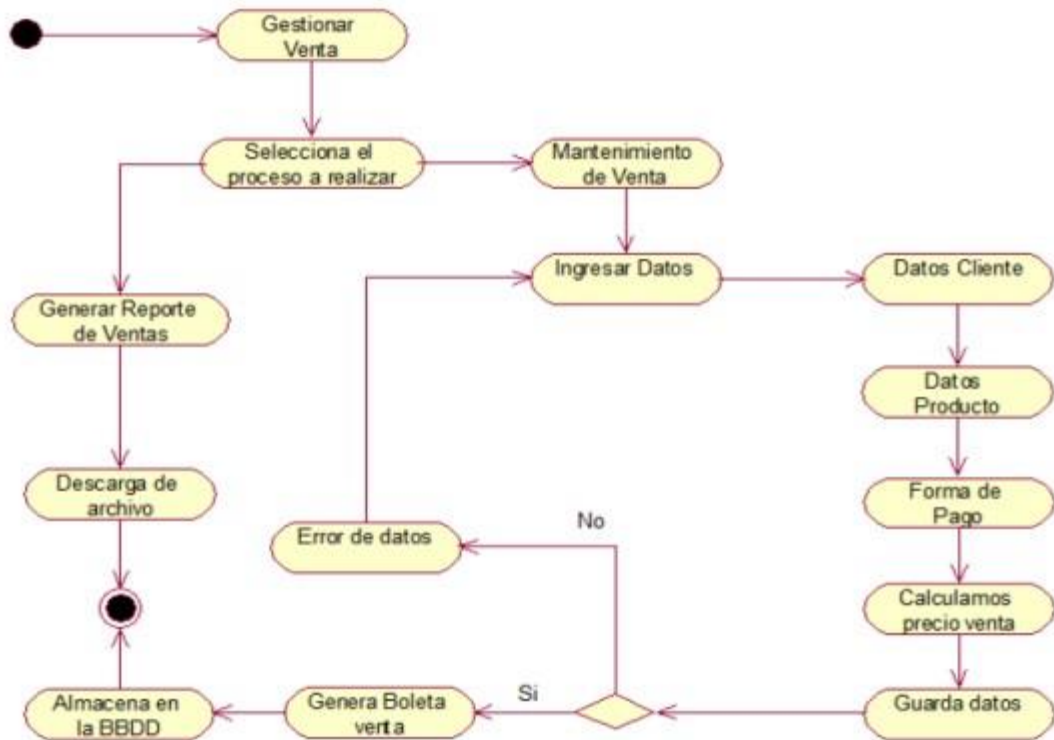 Gestionar
Venta
Selecciona el
proceso a realizar
Mantenimiento
de Venta
Ingresar Datos
Datos Cliente
Generar Reporte
de Ventas
Datos
Producto
Descarga de
archivo
Forma de
Pago
No
Error de datos
Calculamos
precio venta
Almacena en
la BBDD
Genera Boleta
verta
Si
Guarda datos